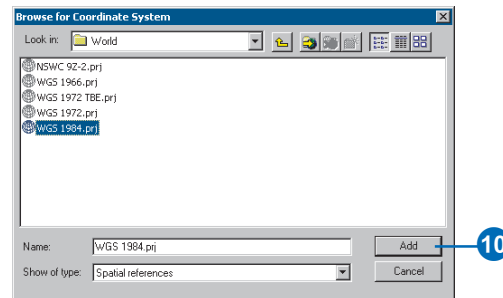 Browse for Coordinate System
Look in: World
NSWC 9Z-2.prj
WGS 1966.prj
WGS 1972 TBE.prj
WGS 1972.prj
WGS 1984.prj
Name: WGS 1984.prj Add 10
Show of type: Spatial references Cancel